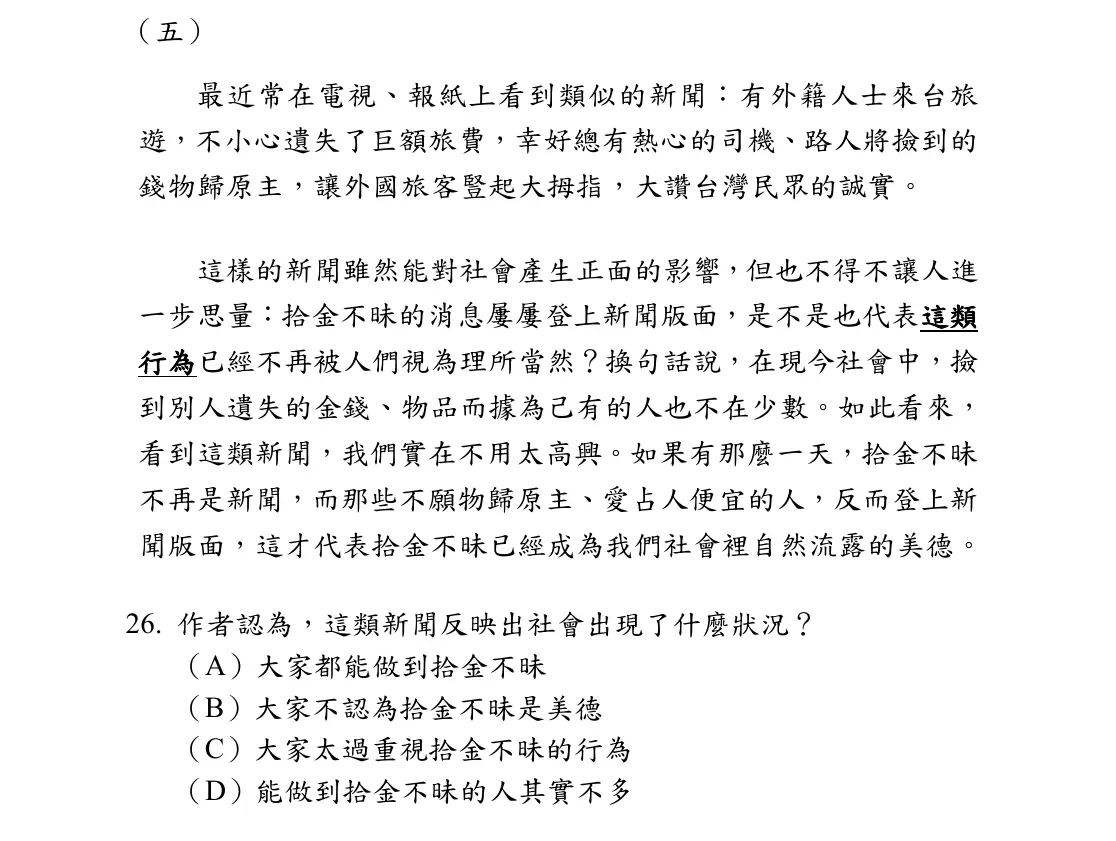 （五）
最近常在電視、報紙上看到類似的新聞：有外籍人士來台旅
遊，不小心遺失了巨額旅費，幸好總有熱心的司機、路人將撿到的
錢物歸原主，讓外國旅客豎起大拇指，大讚台灣民眾的誠實。
這樣的新聞雖然能對社會產生正面的影響，但也不得不讓人進
一步思量：拾金不昧的消息屢屢登上新聞版面，是不是也代表這類
行為已經不再被人們視為理所當然？換句話說，在現今社會中，撿
到別人遺失的金錢、物品而據為己有的人也不在少數。如此看來，
看到這類新聞，我們實在不用太高興。如果有那麼一天，拾金不昧
不再是新聞，而那些不願物歸原主、愛占人便宜的人，反而登上新
聞版面，這才代表拾金不昧已經成為我們社會裡自然流露的美德。
26. 作者認為，這類新聞反映出社會出現了什麼狀況？
（A）大家都能做到拾金不昧
（B）大家不認為拾金不昧是美德
（C）大家太過重視拾金不昧的行為
（D）能做到拾金不昧的人其實不多